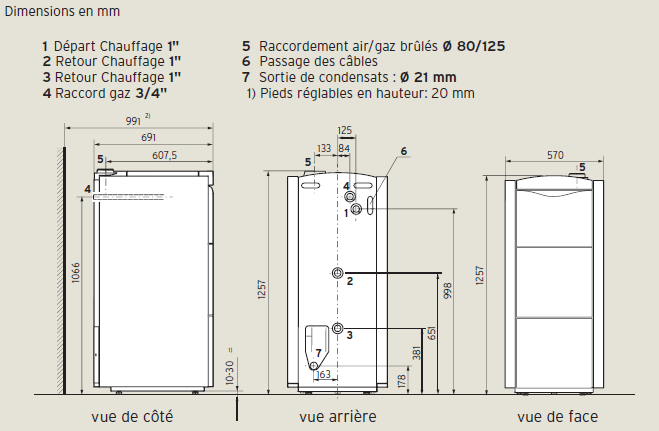 Dimensions en mm
1 Départ Chauffage 1"
2 Retour Chauffage 1"
3 Retour Chauffage 1"
4 Raccord gaz 3/4"
5 Raccordement air/gaz brûlés Ø 80/125
6 Passage des câbles
7 Sortie de condensats : Ø 21 mm
1) Pieds réglables en hauteur: 20 mm
991 2)
691
607,5
5
4
1066
10-30 1)
vue de côté
125
133
84
5
6
4
1
2
3
7
163
1257
178
381
651
998
vue arrière
570
5
1257
vue de face